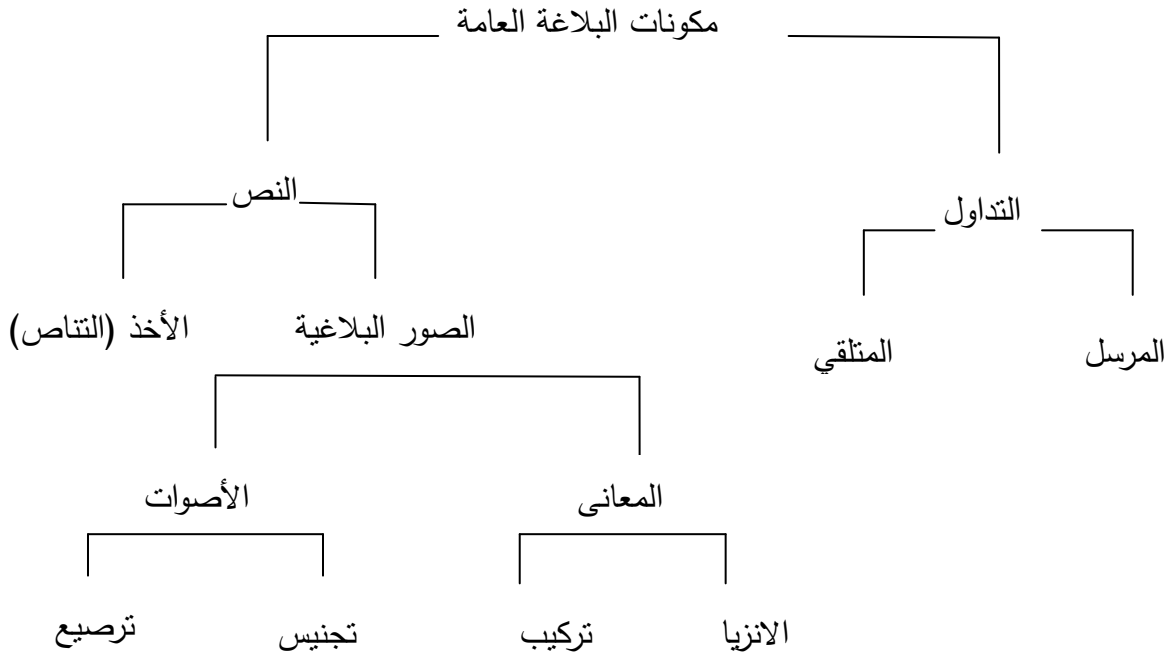 مكونات البلاغة العامة
التداول
النص
المرسل
المتلقي
الصور البلاغية
الأخذ (التناص)
المعانى
الأصوات
الانزيا
تركيب
تجنيس
ترصيع